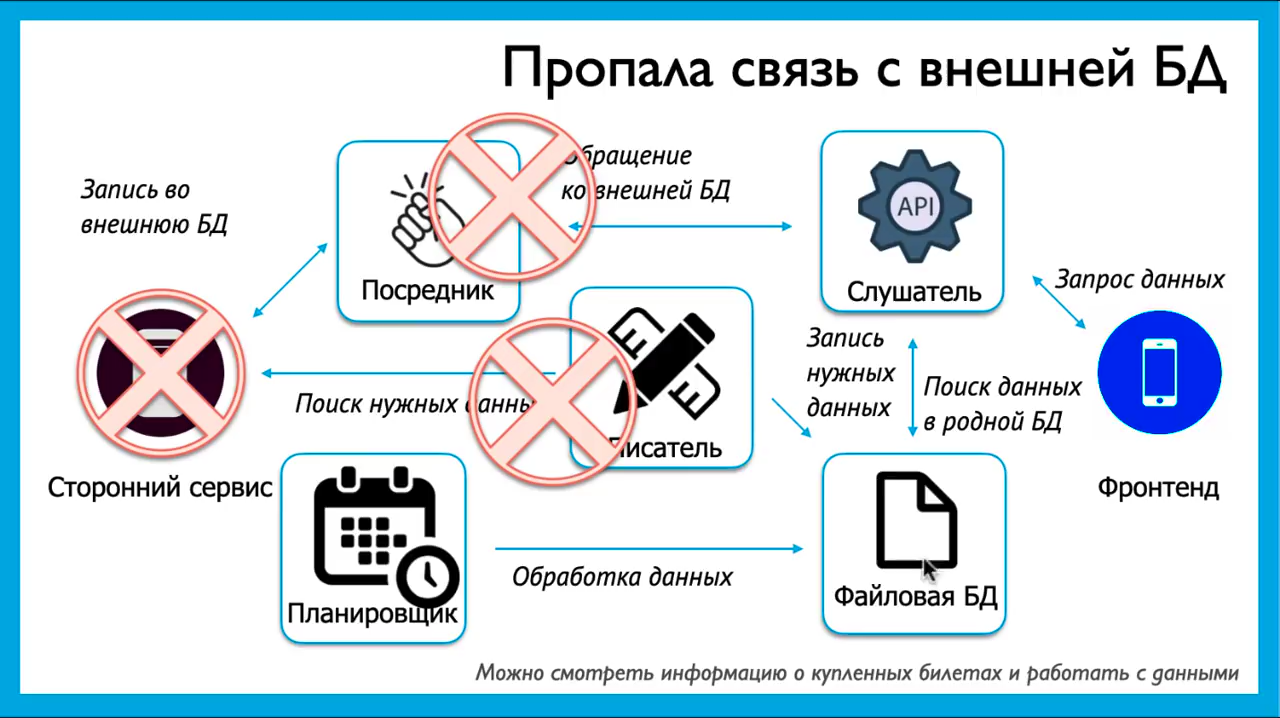 Пропала связь с внешней БД
Запись во
внешнюю БД
Обращение
ко внешней БД
API
Посредник
Слушатель
Запрос данных
Запись
нужных
данных
Поиск данных
в родной БД
Поиск нужных данны
Писатель
Сторонний сервис
Фронтенд
Обработка данных
Планировщик
Файловая БД
Можно смотреть информацию о купленных билетах и работать с данными